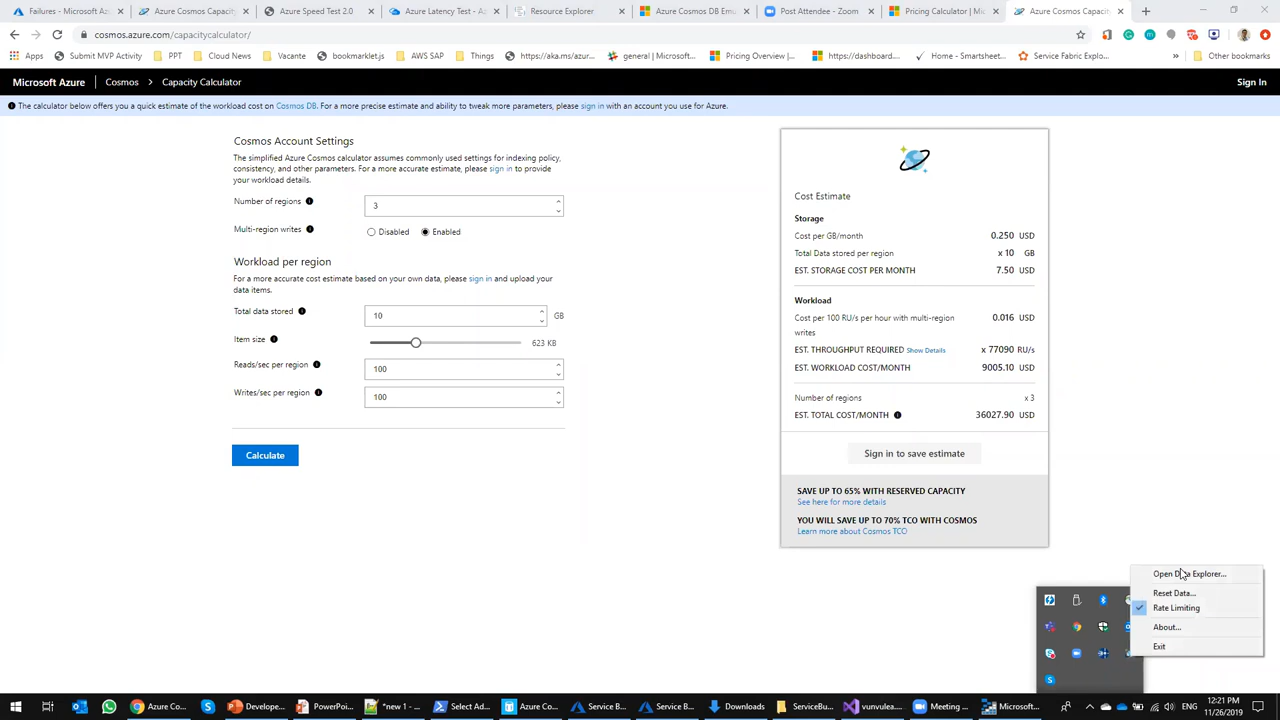 Failures - Microsoft Az
Azure Cosmos Capacit
Azure Speed Test 2.0
Azure Latency Test - Az
Resource Explorer
Azure Cosmos DB Emu
Post Attendee - Zoom
Pricing Calculator | Mic
Azure Cosmos Capacit
cosmos.azure.com/capacitycalculator/
Apps
Submit MVP Activity
PPT
Cloud News
Vacante
bookmarklet.js
AWS SAP
Things
https://aka.ms/azur...
general | Microsoft...
Pricing Overview |...
https://dashboard....
Home - Smartsheet...
Service Fabric Explo...
»
Other bookmarks
Microsoft Azure
Cosmos > Capacity Calculator
Sign In
The calculator below offers you a quick estimate of the workload cost on Cosmos DB. For a more precise estimate and ability to tweak more parameters, please sign in with an account you use for Azure.
Cosmos Account Settings
The simplified Azure Cosmos calculator assumes commonly used settings for indexing policy,
consistency, and other parameters. For a more accurate estimate, please sign in to provide
your workload details.
Number of regions
3
Multi-region writes
Disabled
Enabled
Workload per region
For a more accurate cost estimate based on your own data, please sign in and upload your
data items.
Total data stored
10
GB
Item size
623 KB
Reads/sec per region
100
Writes/sec per region
100
Calculate
Cost Estimate
Storage
Cost per GB/month
0.250 USD
Total Data stored per region
x 10 GB
EST. STORAGE COST PER MONTH
7.50 USD
Workload
Cost per 100 RU/s per hour with multi-region
writes
0.016 USD
EST. THROUGHPUT REQUIRED Show Details
x 77090 RU/s
EST. WORKLOAD COST/MONTH
9005.10 USD
Number of regions
x 3
EST. TOTAL COST/MONTH
36027.90 USD
Sign in to save estimate
SAVE UP TO 65% WITH RESERVED CAPACITY
See here for more details
YOU WILL SAVE UP TO 70% TCO WITH COSMOS
Learn more about Cosmos TCO
Open Data Explorer...
Reset Data...
Rate Limiting
About...
Exit
Azure Co...
Develope...
PowerPoi...
*new 1 - ...
Select Ad...
Azure Co...
Service B...
Service B...
Downloads
ServiceBu...
vunvulea...
Meeting ...
Microsoft...
ENG
12:21 PM
11/26/2019